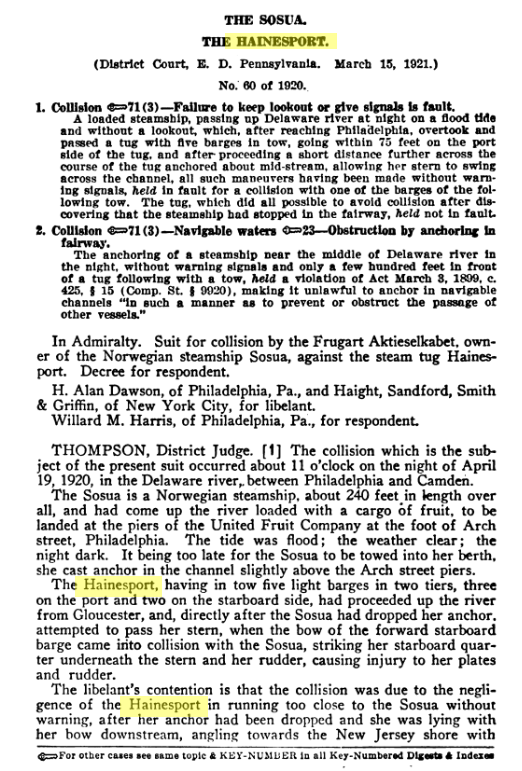 THE SOSUA.
THE HAINESPORT.
(District Court, E. D. Pennsylvania. March 15, 1921.)
No. 60 of 1920.
1. Collision 71(3)—Failure to keep lookout or give signals is fault.
A loaded steamship, passing up Delaware river at night on a flood tide
and without a lookout, which, after reaching Philadelphia, overtook and
passed a tug with five barges in tow, going within 75 feet on the port
side of the tug, and after proceeding a short distance further across the
course of the tug anchored about mid-stream, allowing her stern to swing
across the channel, all such maneuvers having been made without warn-
ing signals, held in fault for a collision with one of the barges of the fol-
lowing tow. The tug, which did all possible to avoid collision after dis-
covering that the steamship had stopped in the fairway, held not in fault.
2. Collision 71(3)—Navigable waters 23—Obstruction by anchoring in
fairway.
The anchoring of a steamship near the middle of Delaware river in
the night, without warning signals and only a few hundred feet in front
of a tug following with a tow, held a violation of Act March 3, 1899, c.
425, § 15 (Comp. St. § 9920), making it unlawful to anchor in navigable
channels "in such a manner as to prevent or obstruct the passage of
other vessels."
In Admiralty. Suit for collision by the Frugart Aktieselkabet, own-
er of the Norwegian steamship Sosua, against the steam tug Haines-
port. Decree for respondent.
H. Alan Dawson, of Philadelphia, Pa., and Haight, Sandford, Smith
& Griffin, of New York City, for libelant.
Willard M. Harris, of Philadelphia, Pa., for respondent.
THOMPSON, District Judge. [1] The collision which is the sub-
ject of the present suit occurred about 11 o'clock on the night of April
19, 1920, in the Delaware river, between Philadelphia and Camden.
The Sosua is a Norwegian steamship, about 240 feet in length over
all, and had come up the river loaded with a cargo of fruit, to be
landed at the piers of the United Fruit Company at the foot of Arch
street, Philadelphia. The tide was flood; the weather clear; the
night dark. It being too late for the Sosua to be towed into her berth,
she cast anchor in the channel slightly above the Arch street piers.
The Hainesport, having in tow five light barges in two tiers, three
on the port and two on the starboard side, had proceeded up the river
from Gloucester, and, directly after the Sosua had dropped her anchor,
attempted to pass her stern, when the bow of the forward starboard
barge came into collision with the Sosua, striking her starboard quar-
ter underneath the stern and her rudder, causing injury to her plates
and rudder.
The libelant's contention is that the collision was due to the negli-
gence of the Hainesport in running too close to the Sosua without
warning, after her anchor had been dropped and she was lying with
her bow downstream, angling towards the New Jersey shore with
For other cases see same topic & KEY-NUMBER in all Key-Numbered Digests & Indexes